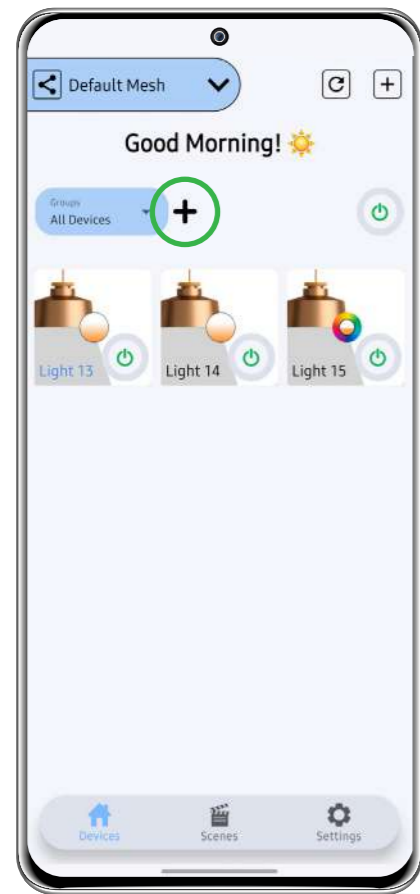 Default Mesh
Good Morning! ☀️
Groups
All Devices
Light 13
Light 14
Light 15
Devices
Scenes
Settings